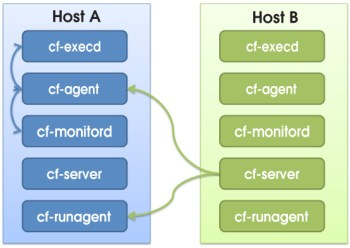 Host A
cf-execd
cf-agent
cf-monitord
cf-server
cf-runagent
Host B
cf-execd
cf-agent
cf-monitord
cf-server
cf-runagent